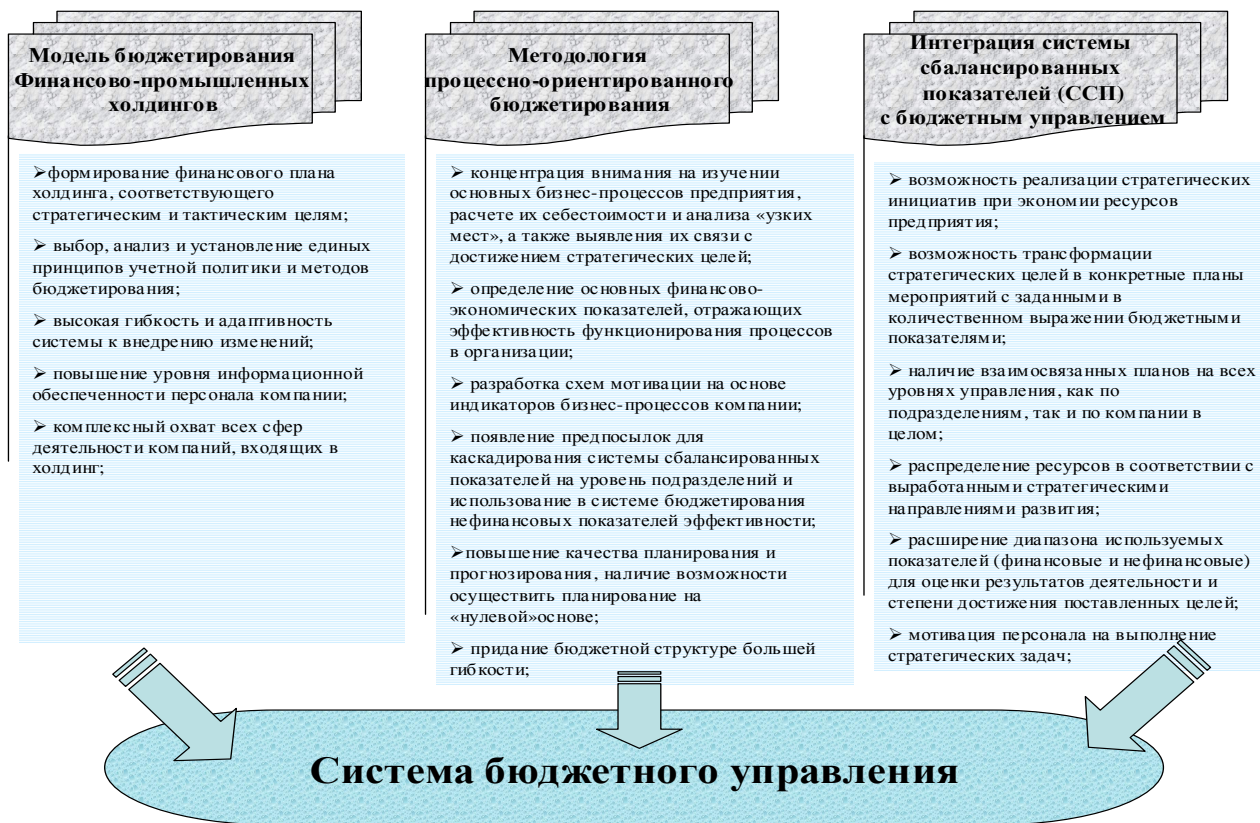 Модель бюджетирования
Финансово-промышленных
холдингов
➢формирование финансового плана
холдинга, соответствующего
стратегическим и тактическим целям;
➢ выбор, анализ и установление единых
принципов учетной политики и методов
бюджетирования;
➢ высокая гибкость и адаптивность
системы к внедрению изменений;
➢ повышение уровня информационной
обеспеченности персонала компании;
➢ комплексный охват всех сфер
деятельности компаний, входящих в
холдинг;
Методология
процессно-ориентированного
бюджетирования
➢ концентрация внимания на изучении
основных бизнес-процессов предприятия,
расчете их себестоимости и анализа «узких
мест», а также выявления их связи с
достижением стратегических целей;
➢ определение основных финансово-
экономических показателей, отражающих
эффективность функционирования процессов
в организации;
➢ разработка схем мотивации на основе
индикаторов бизнес-процессов компании;
➢ появление предпосылок для
каскадирования системы сбалансированных
показателей на уровень подразделений и
использование в системе бюджетирования
нефинансовых показателей эффективности;
➢повышение качества планирования и
прогнозирования, наличие возможности
осуществить планирование на
«нулевой»основе;
➢ придание бюджетной структуре большей
гибкости;
Интеграция системы
сбалансированных
показателей (ССП)
с бюджетным управлением
➢ возможность реализации стратегических
инициатив при экономии ресурсов
предприятия;
➢ возможность трансформации
стратегических целей в конкретные планы
мероприятий с заданными в
количественном выражении бюджетными
показателями;
➢ наличие взаимосвязанных планов на всех
уровнях управления, как по
подразделениям, так и по компании в
целом;
➢ распределение ресурсов в соответствии с
выработанными стратегическими
направлениями развития;
➢ расширение диапазона используемых
показателей (финансовые и нефинансовые)
для оценки результатов деятельности и
степени достижения поставленных целей;
➢ мотивация персонала на выполнение
стратегических задач;
Система бюджетного управления